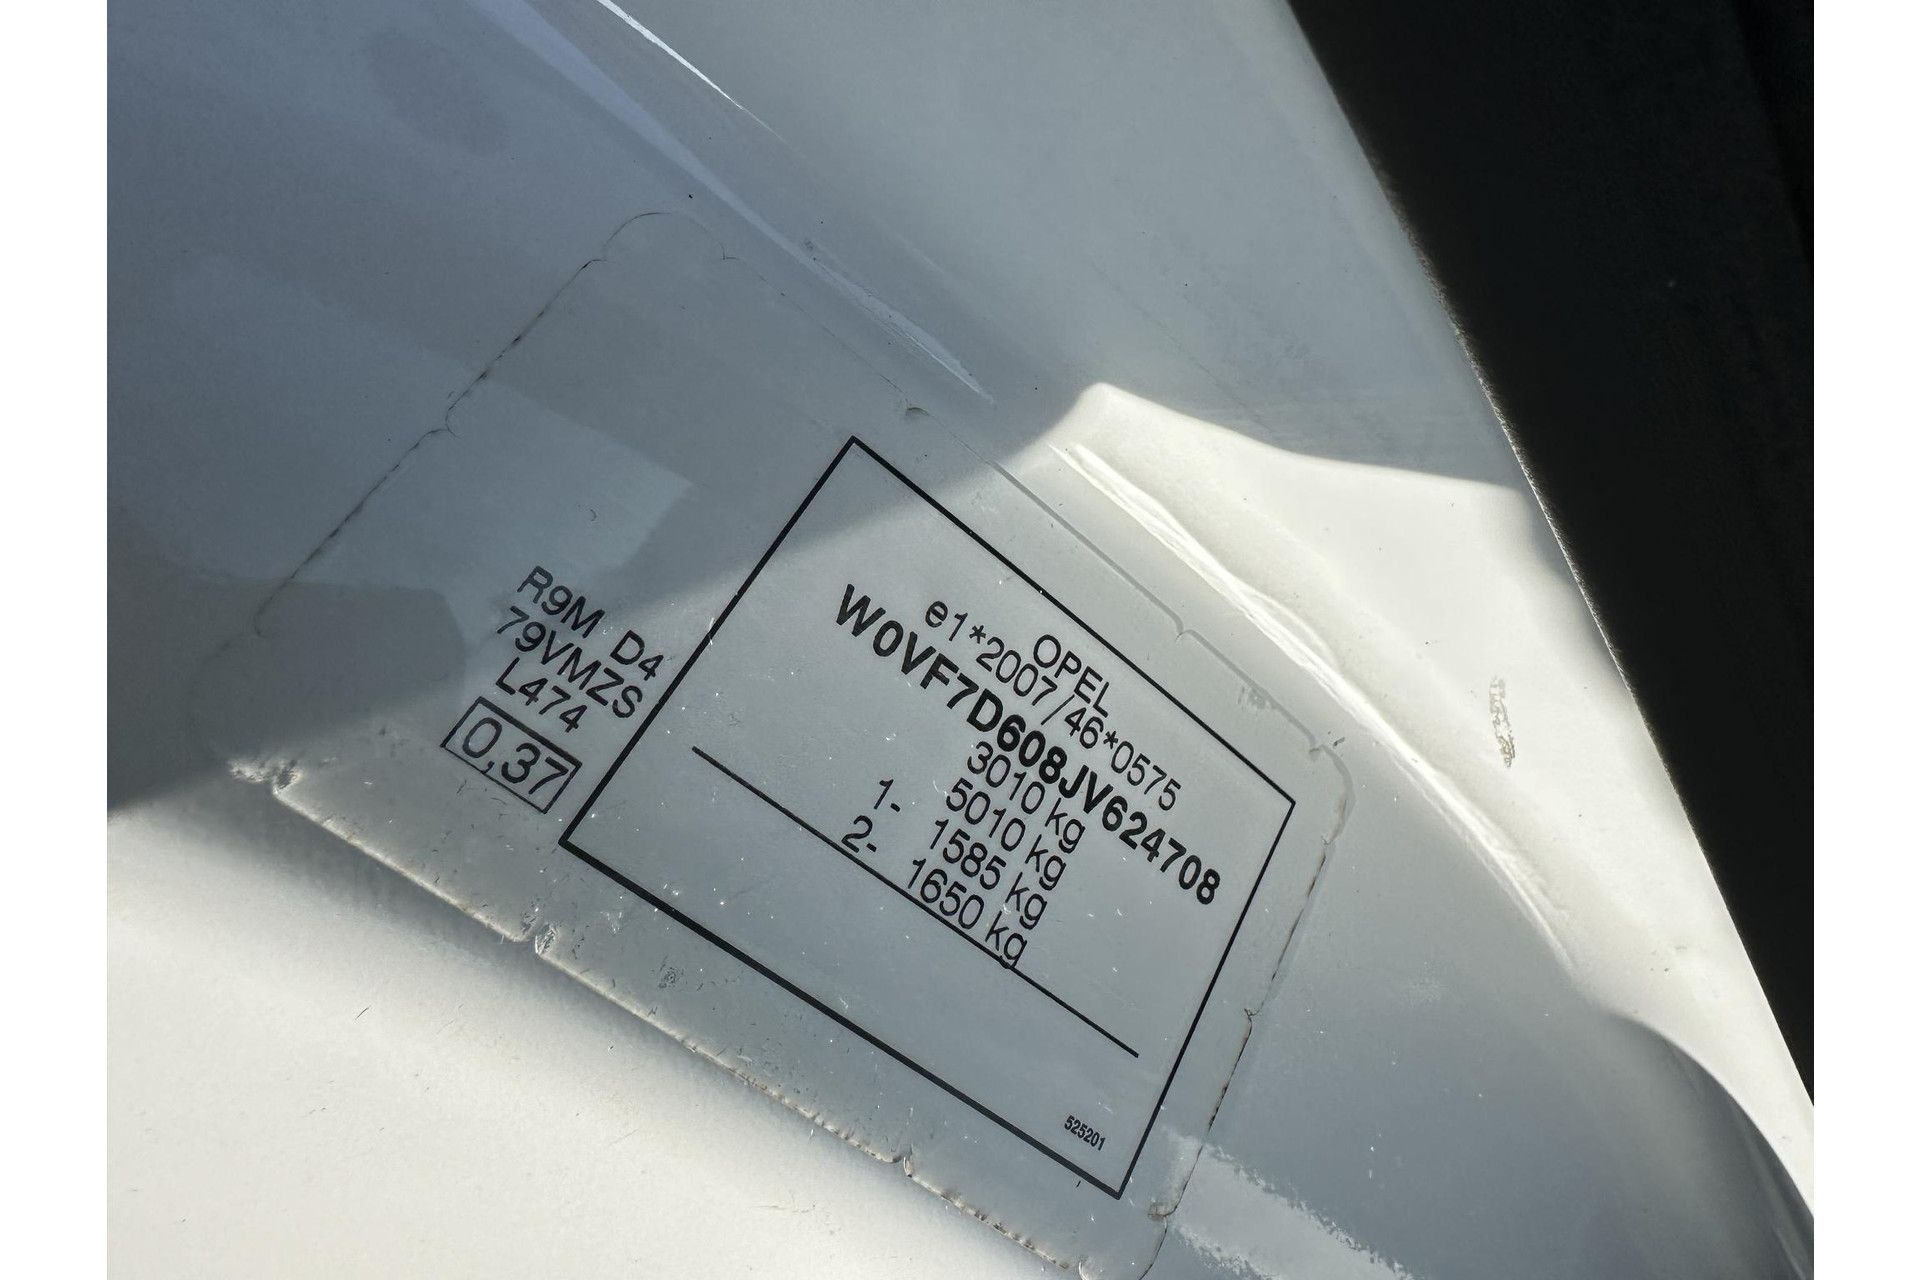 OPEL
e1*2007/46*0575
W0VF7D608JV624708
3010 kg
5010 kg
1- 1585 kg
2- 1650 kg
525201
R9M D4
79VMZS
L474
0,37